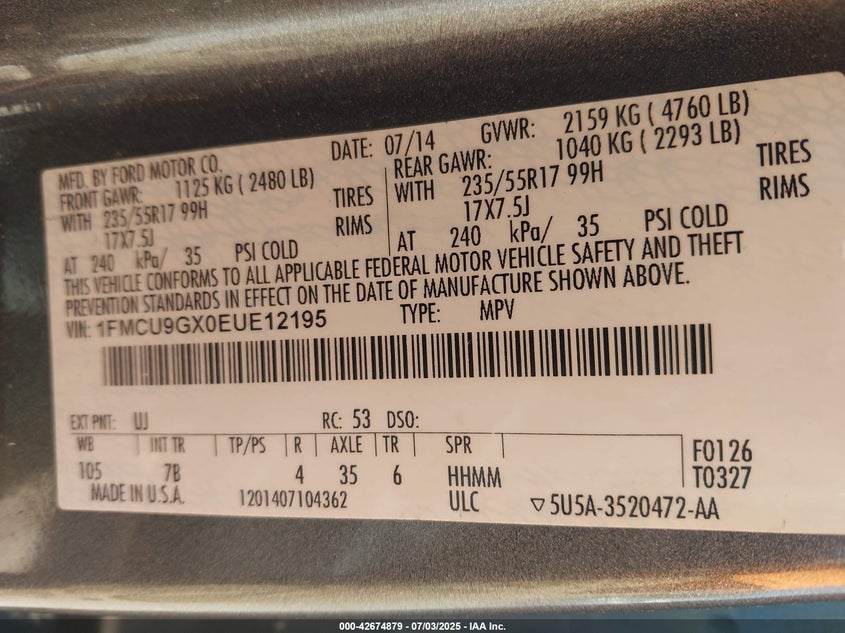 MFD. BY FORD MOTOR CO.
DATE: 07/14
GVWR: 2159 KG ( 4760 LB)
FRONT GAWR: 1125 KG ( 2480 LB)
WITH 235/55R17 99H TIRES
17X7.5J RIMS
AT 240 kPa/ 35 PSI COLD
REAR GAWR: 1040 KG ( 2293 LB)
WITH 235/55R17 99H TIRES
17X7.5J RIMS
AT 240 kPa/ 35 PSI COLD
THIS VEHICLE CONFORMS TO ALL APPLICABLE FEDERAL MOTOR VEHICLE SAFETY AND THEFT
PREVENTION STANDARDS IN EFFECT ON THE DATE OF MANUFACTURE SHOWN ABOVE.
VIN: 1FMCU9GX0EUE12195 TYPE: MPV
EXT PNT: UJ RC: 53 DSO:
WB INT TR TP/PS R AXLE TR SPR
105 7B 4 35 6 HHMM
F0126
T0327
MADE IN U.S.A. 1201407104362 ULC ▽5U5A-3520472-AA
000-42674879 - 07/03/2025 - IAA Inc.